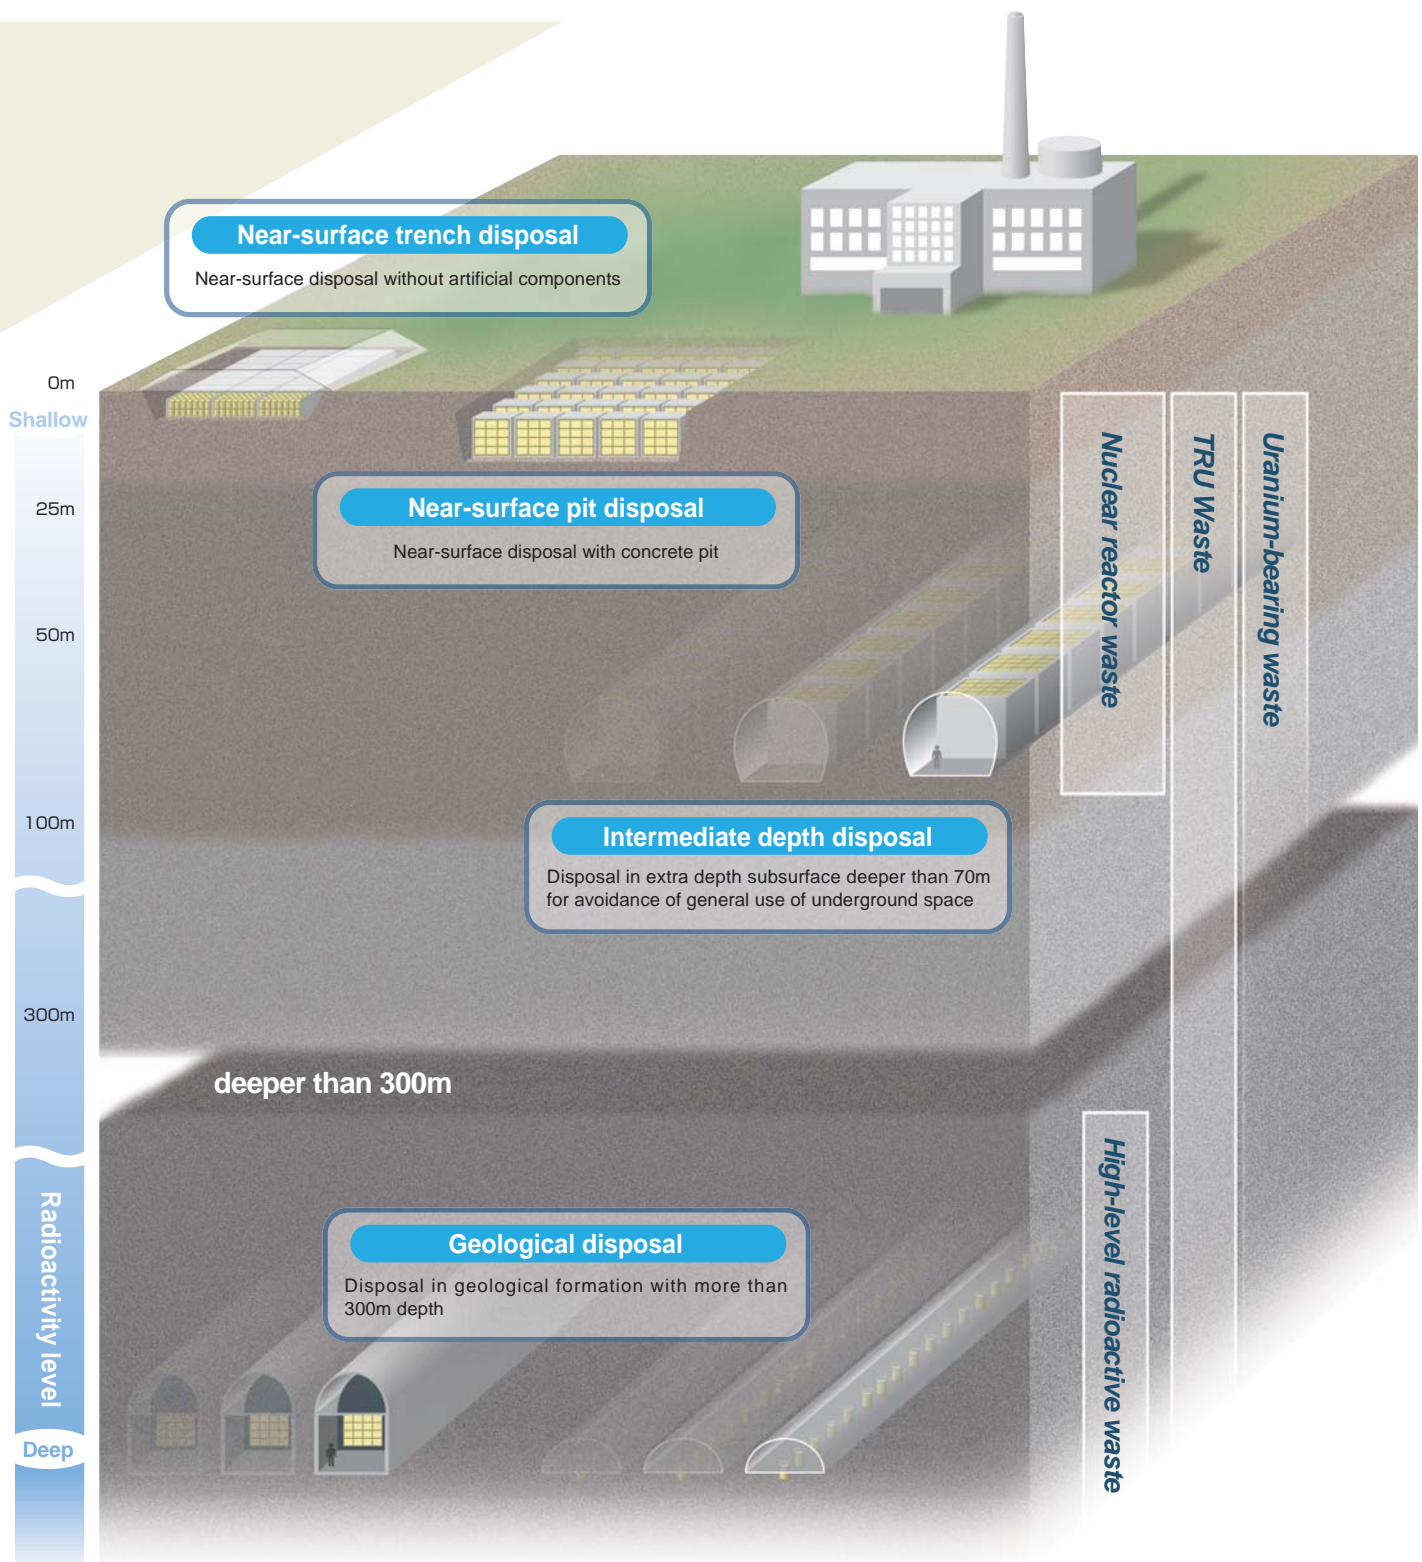 Near-surface trench disposal
Near-surface disposal without artificial components
0m
Shallow
25m
50m
100m
300m
Radioactivity level
Deep
Near-surface pit disposal
Near-surface disposal with concrete pit
Nuclear reactor waste
TRU Waste
Uranium-bearing waste
Intermediate depth disposal
Disposal in extra depth subsurface deeper than 70m
for avoidance of general use of underground space
deeper than 300m
High-level radioactive waste
Geological disposal
Disposal in geological formation with more than
300m depth